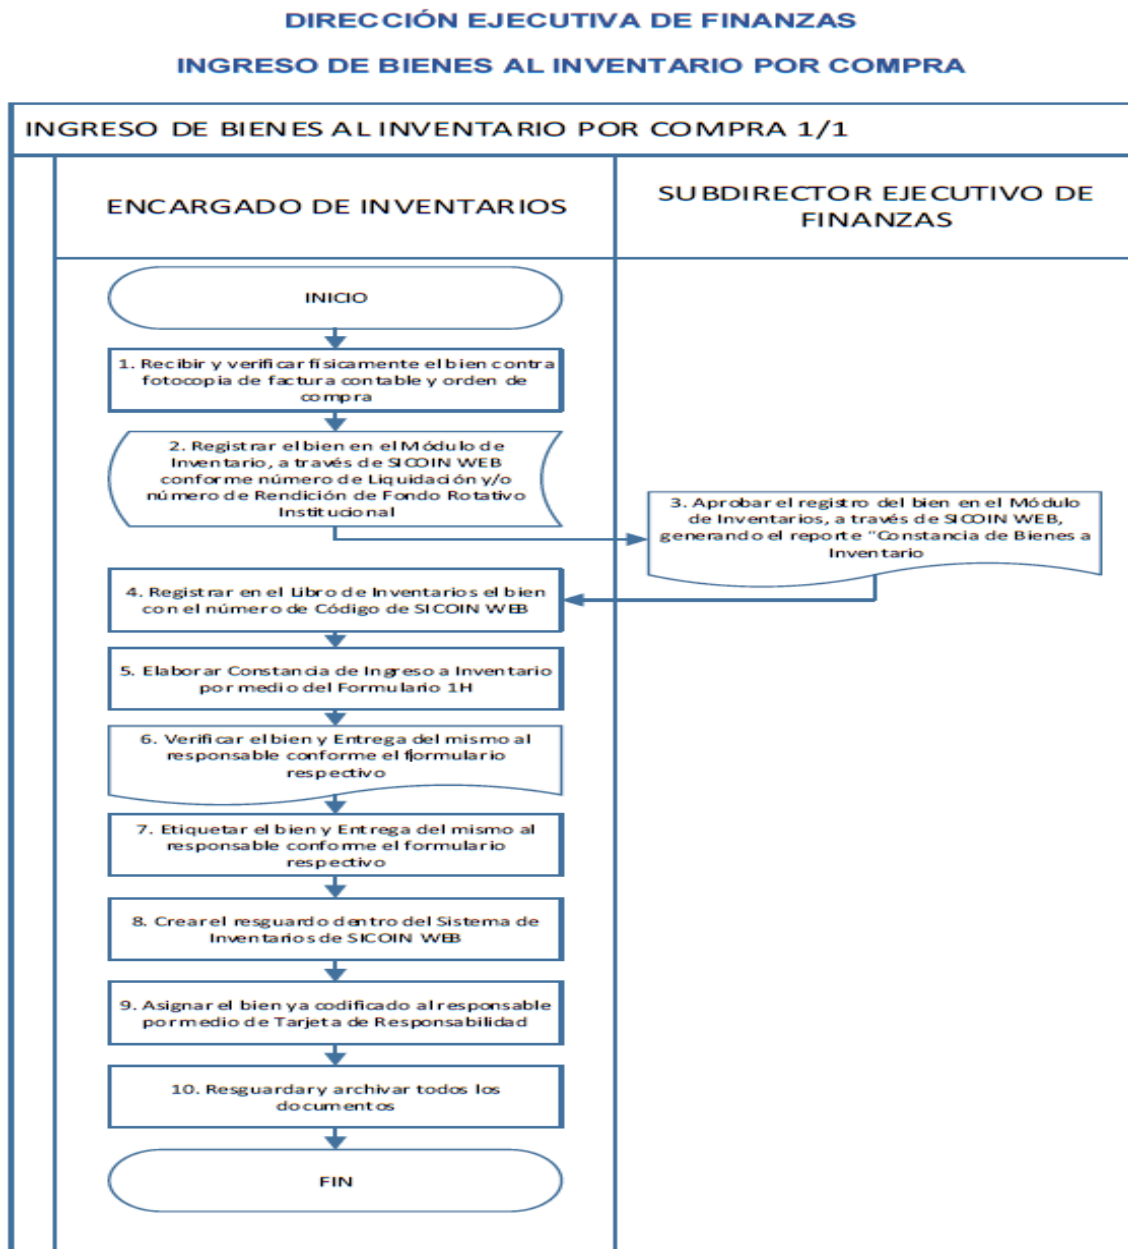 DIRECCIÓN EJECUTIVA DE FINANZAS
INGRESO DE BIENES AL INVENTARIO POR COMPRA
INGRESO DE BIENES AL INVENTARIO POR COMPRA 1/1
ENCARGADO DE INVENTARIOS
SUBDIRECTOR EJECUTIVO DE
FINANZAS
INICIO
1. Recibir y verificar físicamente el bien contra
fotocopia de factura contable y orden de
compra
2. Registrar el bien en el Módulo de
Inventario, a través de SICOIN WEB
conforme número de Liquidación y/o
número de Rendición de Fondo Rotativo
Institucional
3. Aprobar el registro del bien en el Módulo
de Inventarios, a través de SICOIN WEB,
generando el reporte "Constancia de Bienes a
Inventario
4. Registrar en el Libro de Inventarios el bien
con el número de Código de SICOIN WEB
5. Elaborar Constancia de Ingreso a Inventario
por medio del Formulario 1H
6. Verificar el bien y Entrega del mismo al
responsable conforme el formulario
respectivo
7. Etiquetar el bien y Entrega del mismo al
responsable conforme el formulario
respectivo
8. Crear el resguardo dentro del Sistema de
Inventarios de SICOIN WEB
9. Asignar el bien ya codificado al responsable
por medio de Tarjeta de Responsabilidad
10. Resguardar y archivar todos los
documentos
FIN